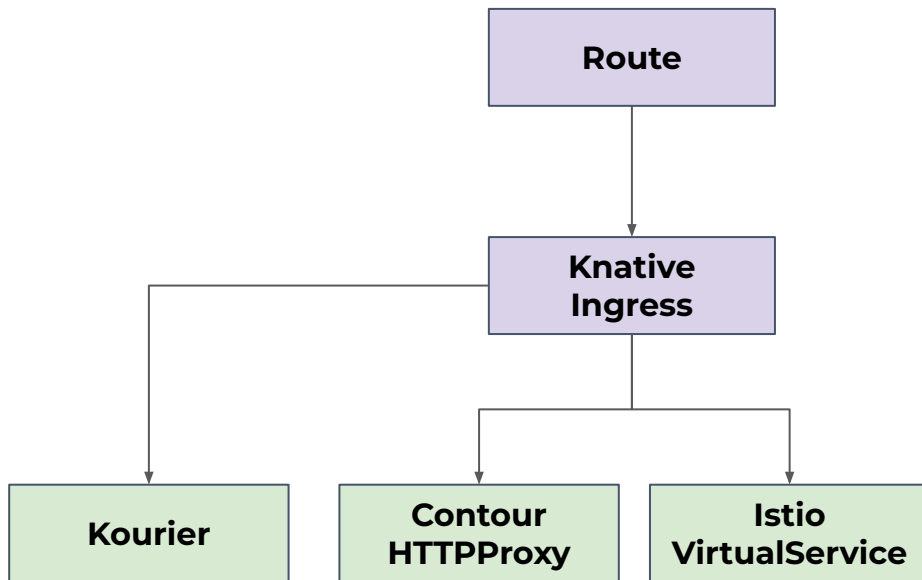 Route
Knative
Ingress
Kourier
Contour
HTTPProxy
Istio
VirtualService